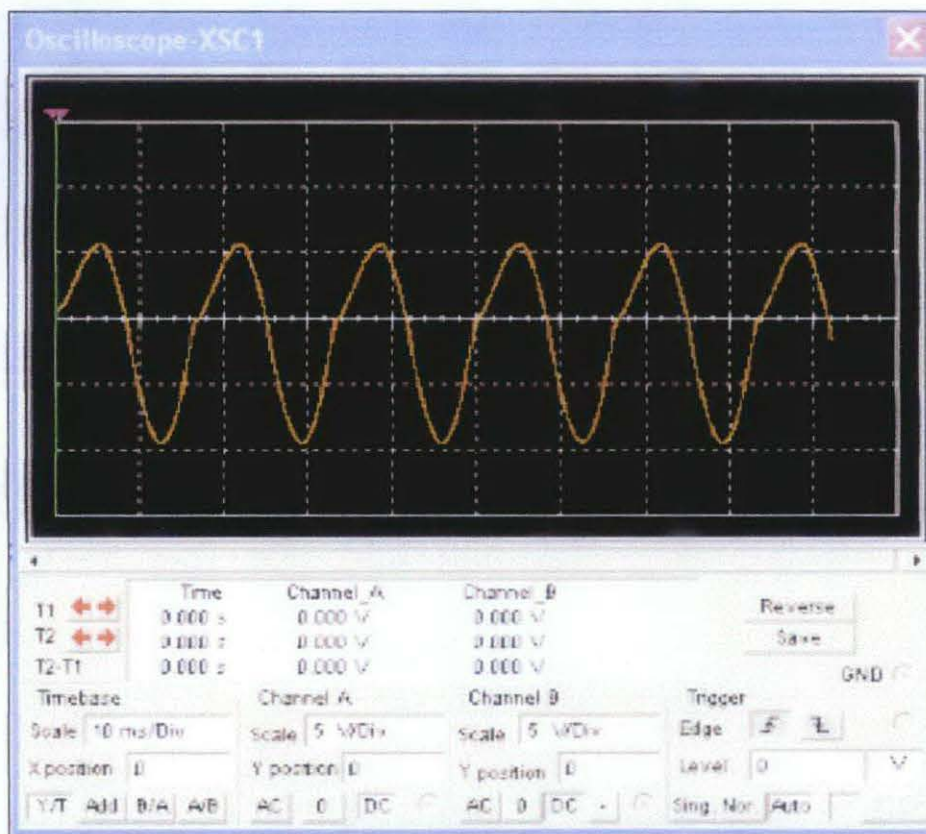 Oscilloscope-XSC1
Time Channel_A Channel_B
T1 0.000 s 0.000 V 0.000 V
T2 0.000 s 0.000 V 0.000 V
T2-T1 0.000 s 0.000 V 0.000 V
Reverse
Save
GND
Timebase Channel A Channel B Trigger
Scale 10 ms/Div Scale 5 V/Div Scale 5 V/Div Edge
X position 0 Y position 0 Y position 0 Level 0 V
Y/T Add B/A A/B AC 0 DC AC 0 DC - Sing. Nor. Auto